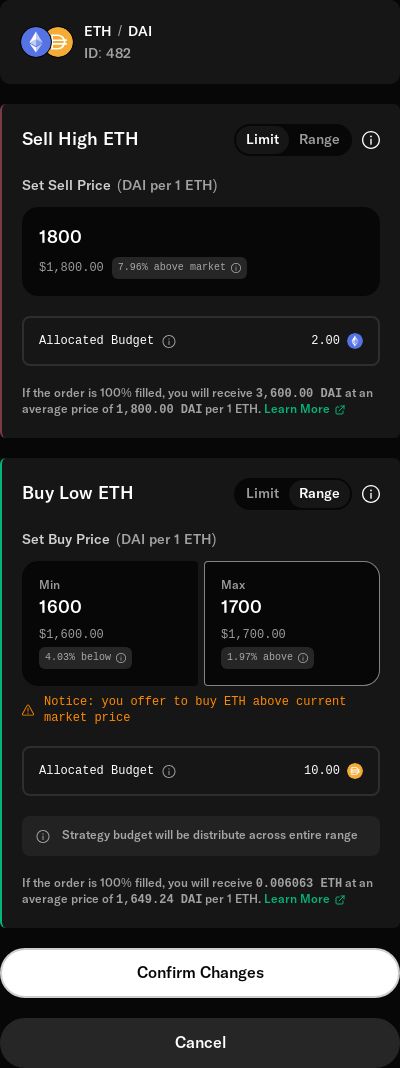 ETH / DAI
ID: 482
Sell High ETH
Limit Range
Set Sell Price (DAI per 1 ETH)
1800
$1,800.00 7.96% above market
Allocated Budget 2.00
If the order is 100% filled, you will receive 3,600.00 DAI at an
average price of 1,800.00 DAI per 1 ETH. Learn More
Buy Low ETH
Limit Range
Set Buy Price (DAI per 1 ETH)
Min
1600
$1,600.00
4.03% below
Max
1700
$1,700.00
1.97% above
Notice: you offer to buy ETH above current
market price
Allocated Budget 10.00
Strategy budget will be distribute across entire range
If the order is 100% filled, you will receive 0.006063 ETH at an
average price of 1,649.24 DAI per 1 ETH. Learn More
Confirm Changes
Cancel